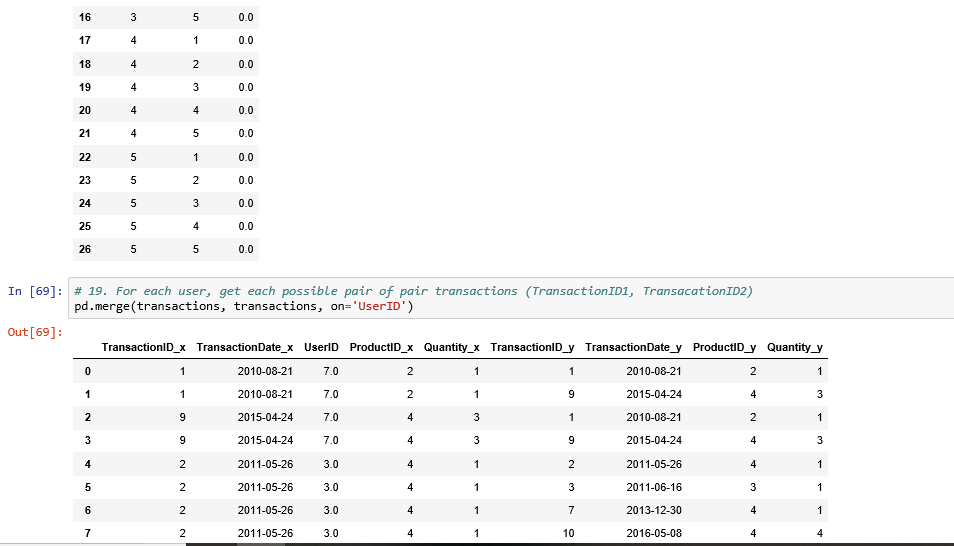 16 3 5 0.0
17 4 1 0.0
18 4 2 0.0
19 4 3 0.0
20 4 4 0.0
21 4 5 0.0
22 5 1 0.0
23 5 2 0.0
24 5 3 0.0
25 5 4 0.0
26 5 5 0.0
In [69]: # 19. For each user, get each possible pair of pair transactions (TransactionID1, TransacationID2)
pd.merge(transactions, transactions, on='UserID')
Out[69]:
TransactionID_x TransactionDate_x UserID ProductID_x Quantity_x TransactionID_y TransactionDate_y ProductID_y Quantity_y
0 1 2010-08-21 7.0 2 1 1 2010-08-21 2 1
1 1 2010-08-21 7.0 2 1 9 2015-04-24 4 3
2 9 2015-04-24 7.0 4 3 1 2010-08-21 2 1
3 9 2015-04-24 7.0 4 3 9 2015-04-24 4 3
4 2 2011-05-26 3.0 4 1 2 2011-05-26 4 1
5 2 2011-05-26 3.0 4 1 3 2011-06-16 3 1
6 2 2011-05-26 3.0 4 1 7 2013-12-30 4 1
7 2 2011-05-26 3.0 4 1 10 2016-05-08 4 4